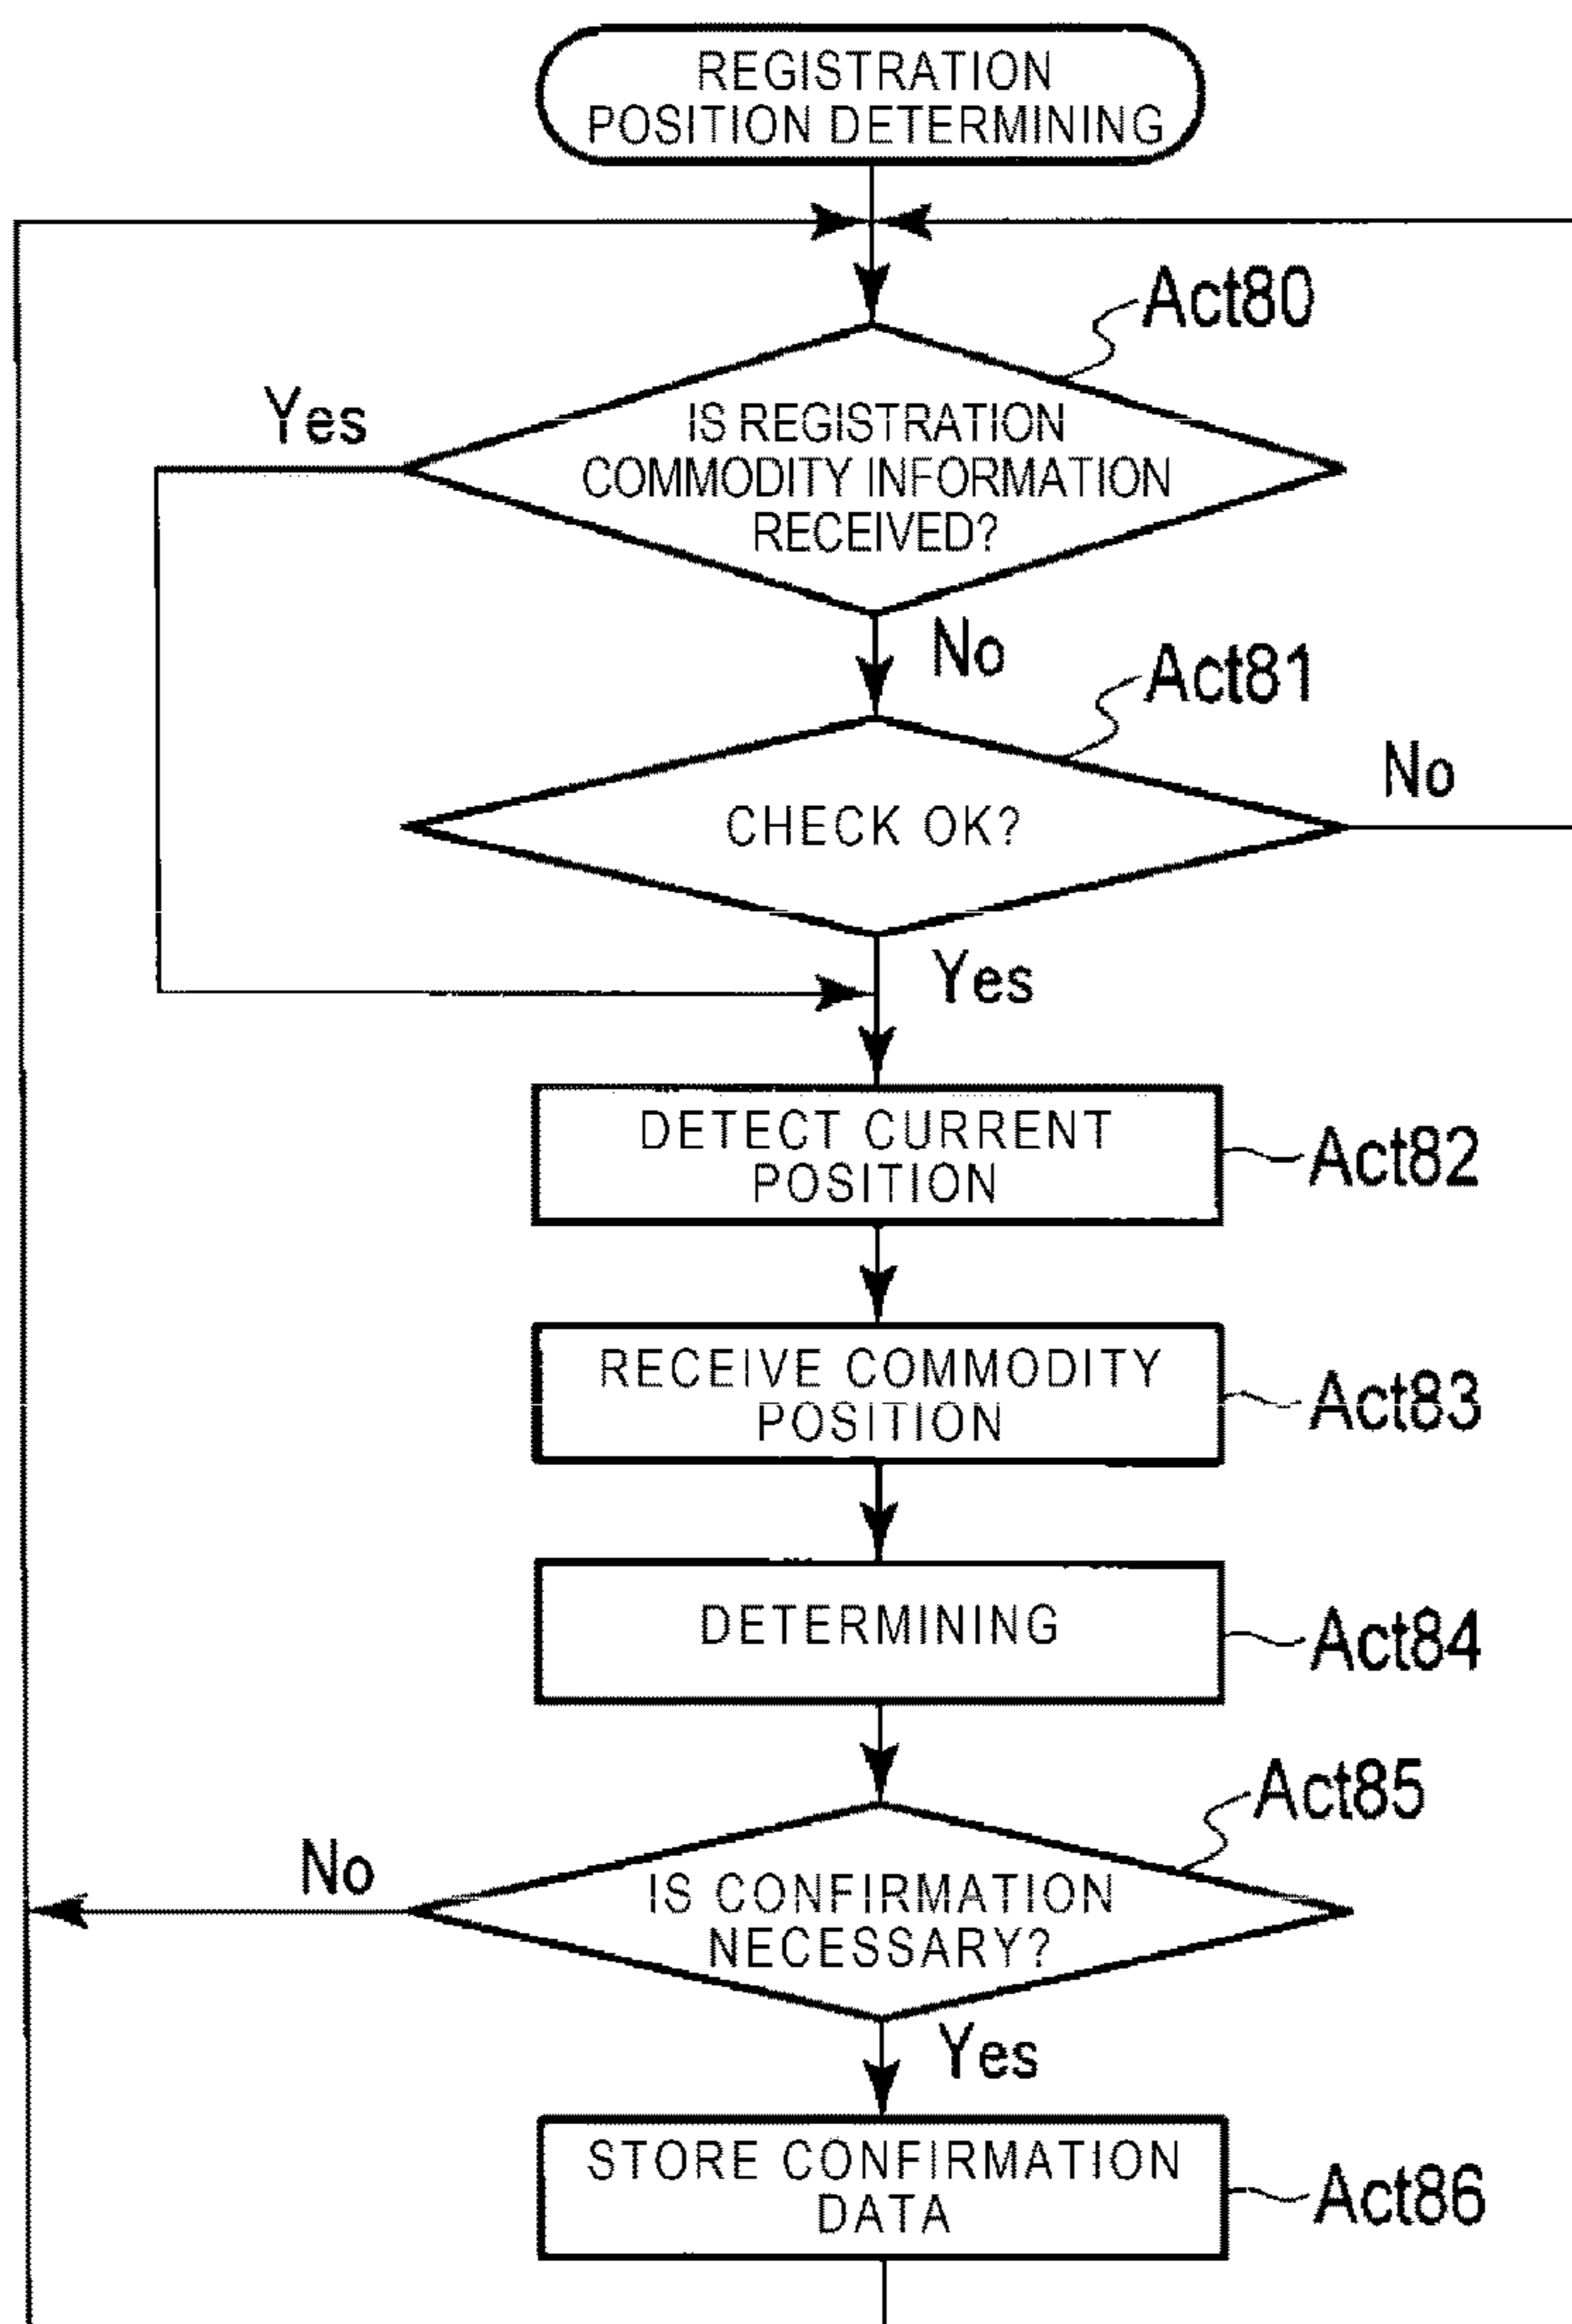 REGISTRATION
POSITION DETERMINING
Act80
Yes
IS REGISTRATION
COMMODITY INFORMATION
RECEIVED?
No
Act81
No
CHECK OK?
Yes
DETECT CURRENT
POSITION
Act82
RECEIVE COMMODITY
POSITION
Act83
DETERMINING
Act84
Act85
No
IS CONFIRMATION
NECESSARY?
Yes
STORE CONFIRMATION
DATA
Act86